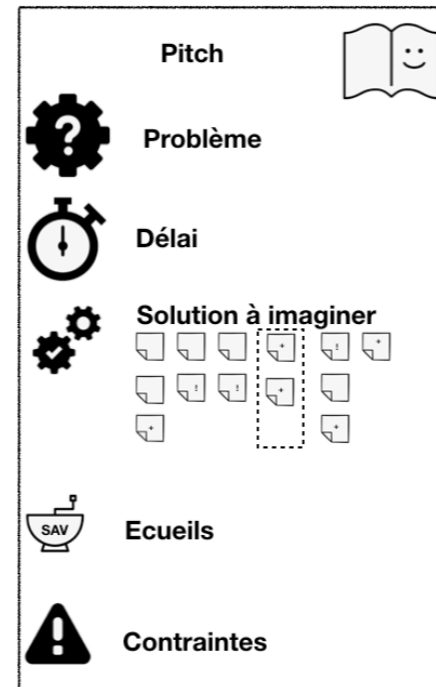 Pitch
?
Problème
Délai
Solution à imaginer
+ ! +
! ! +
+ +
SAV
Ecueils
!
Contraintes